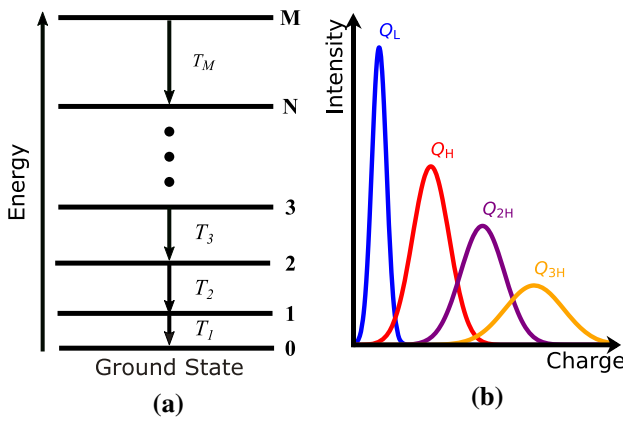 M
T_M
N
Energy
3
T_3
2
T_2
1
T_1
0
Ground State
(a)
Intensity
Q_L
Q_H
Q_2H
Q_3H
Charge
(b)